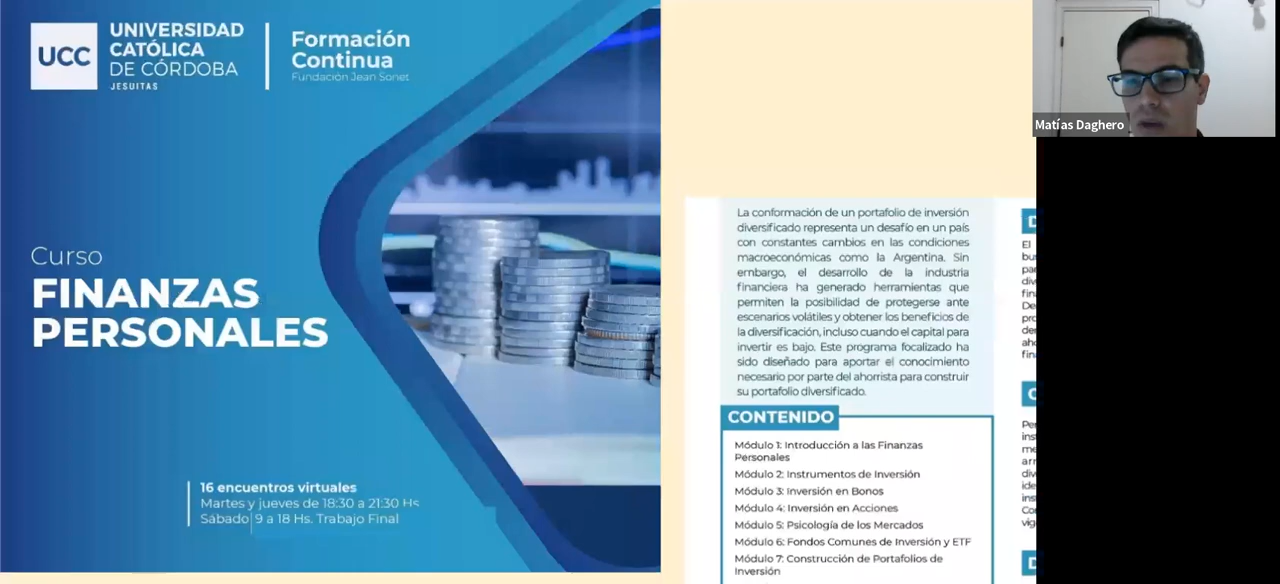 UCC
UNIVERSIDAD
CATÓLICA
DE CÓRDOBA
JESUITAS
Formación
Continua
Fundación Jean Sonet
Curso
FINANZAS
PERSONALES
16 encuentros virtuales
Martes y jueves de 18:30 a 21:30 Hs
Sábado 9 a 18 Hs. Trabajo Final
La conformación de un portafolio de inversión
diversificado representa un desafío en un país
con constantes cambios en las condiciones
macroeconómicas como la Argentina. Sin
embargo, el desarrollo de la industria
financiera ha generado herramientas que
permiten la posibilidad de protegerse ante
escenarios volátiles y obtener los beneficios de
la diversificación, incluso cuando el capital para
invertir es bajo. Este programa focalizado ha
sido diseñado para aportar el conocimiento
necesario por parte del ahorrista para construir
su portafolio diversificado.
CONTENIDO
Módulo 1: Introducción a las Finanzas
Personales
Módulo 2: Instrumentos de Inversión
Módulo 3: Inversión en Bonos
Módulo 4: Inversión en Acciones
Módulo 5: Psicología de los Mercados
Módulo 6: Fondos Comunes de Inversión y ETF
Módulo 7: Construcción de Portafolios de
Inversión
El
Matías Daghero